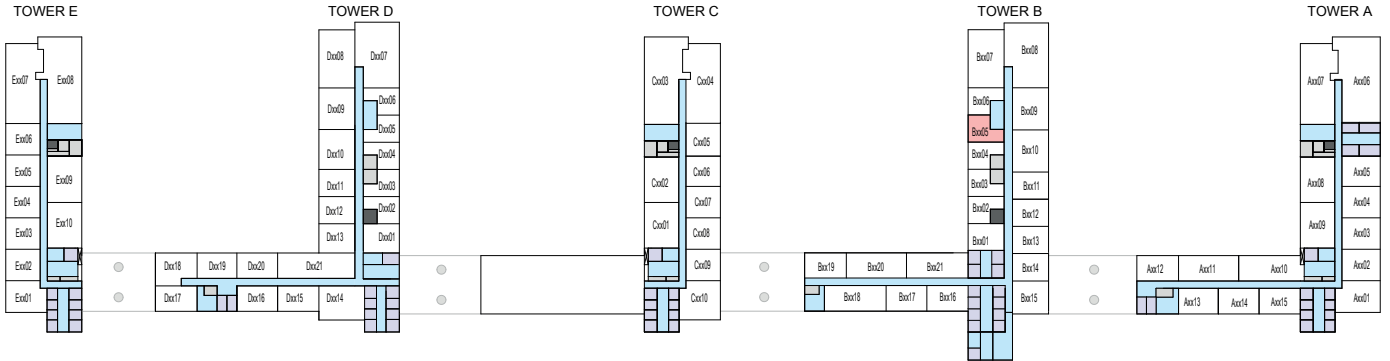 TOWER E
TOWER D
TOWER C
TOWER B
TOWER A
Exx07
Exx08
Exx06
Exx05
Exx09
Exx04
Exx03
Exx10
Exx02
Exx01
Dxx08
Dxx07
Dxx09
Dxx06
Dxx05
Dxx10
Dxx04
Dxx11
Dxx03
Dxx12
Dxx02
Dxx13
Dxx01
Dxx18
Dxx19
Dxx20
Dxx21
Dxx17
Dxx16
Dxx15
Dxx14
Cxx03
Cxx04
Cxx05
Cxx02
Cxx06
Cxx07
Cxx01
Cxx08
Cxx09
Cxx10
Bxx07
Bxx08
Bxx06
Bxx09
Bxx05
Bxx04
Bxx10
Bxx03
Bxx11
Bxx02
Bxx12
Bxx01
Bxx13
Bxx19
Bxx20
Bxx21
Bxx14
Bxx18
Bxx17
Bxx16
Bxx15
Axx07
Axx06
Axx08
Axx05
Axx04
Axx09
Axx03
Axx12
Axx11
Axx10
Axx02
Axx13
Axx14
Axx15
Axx01